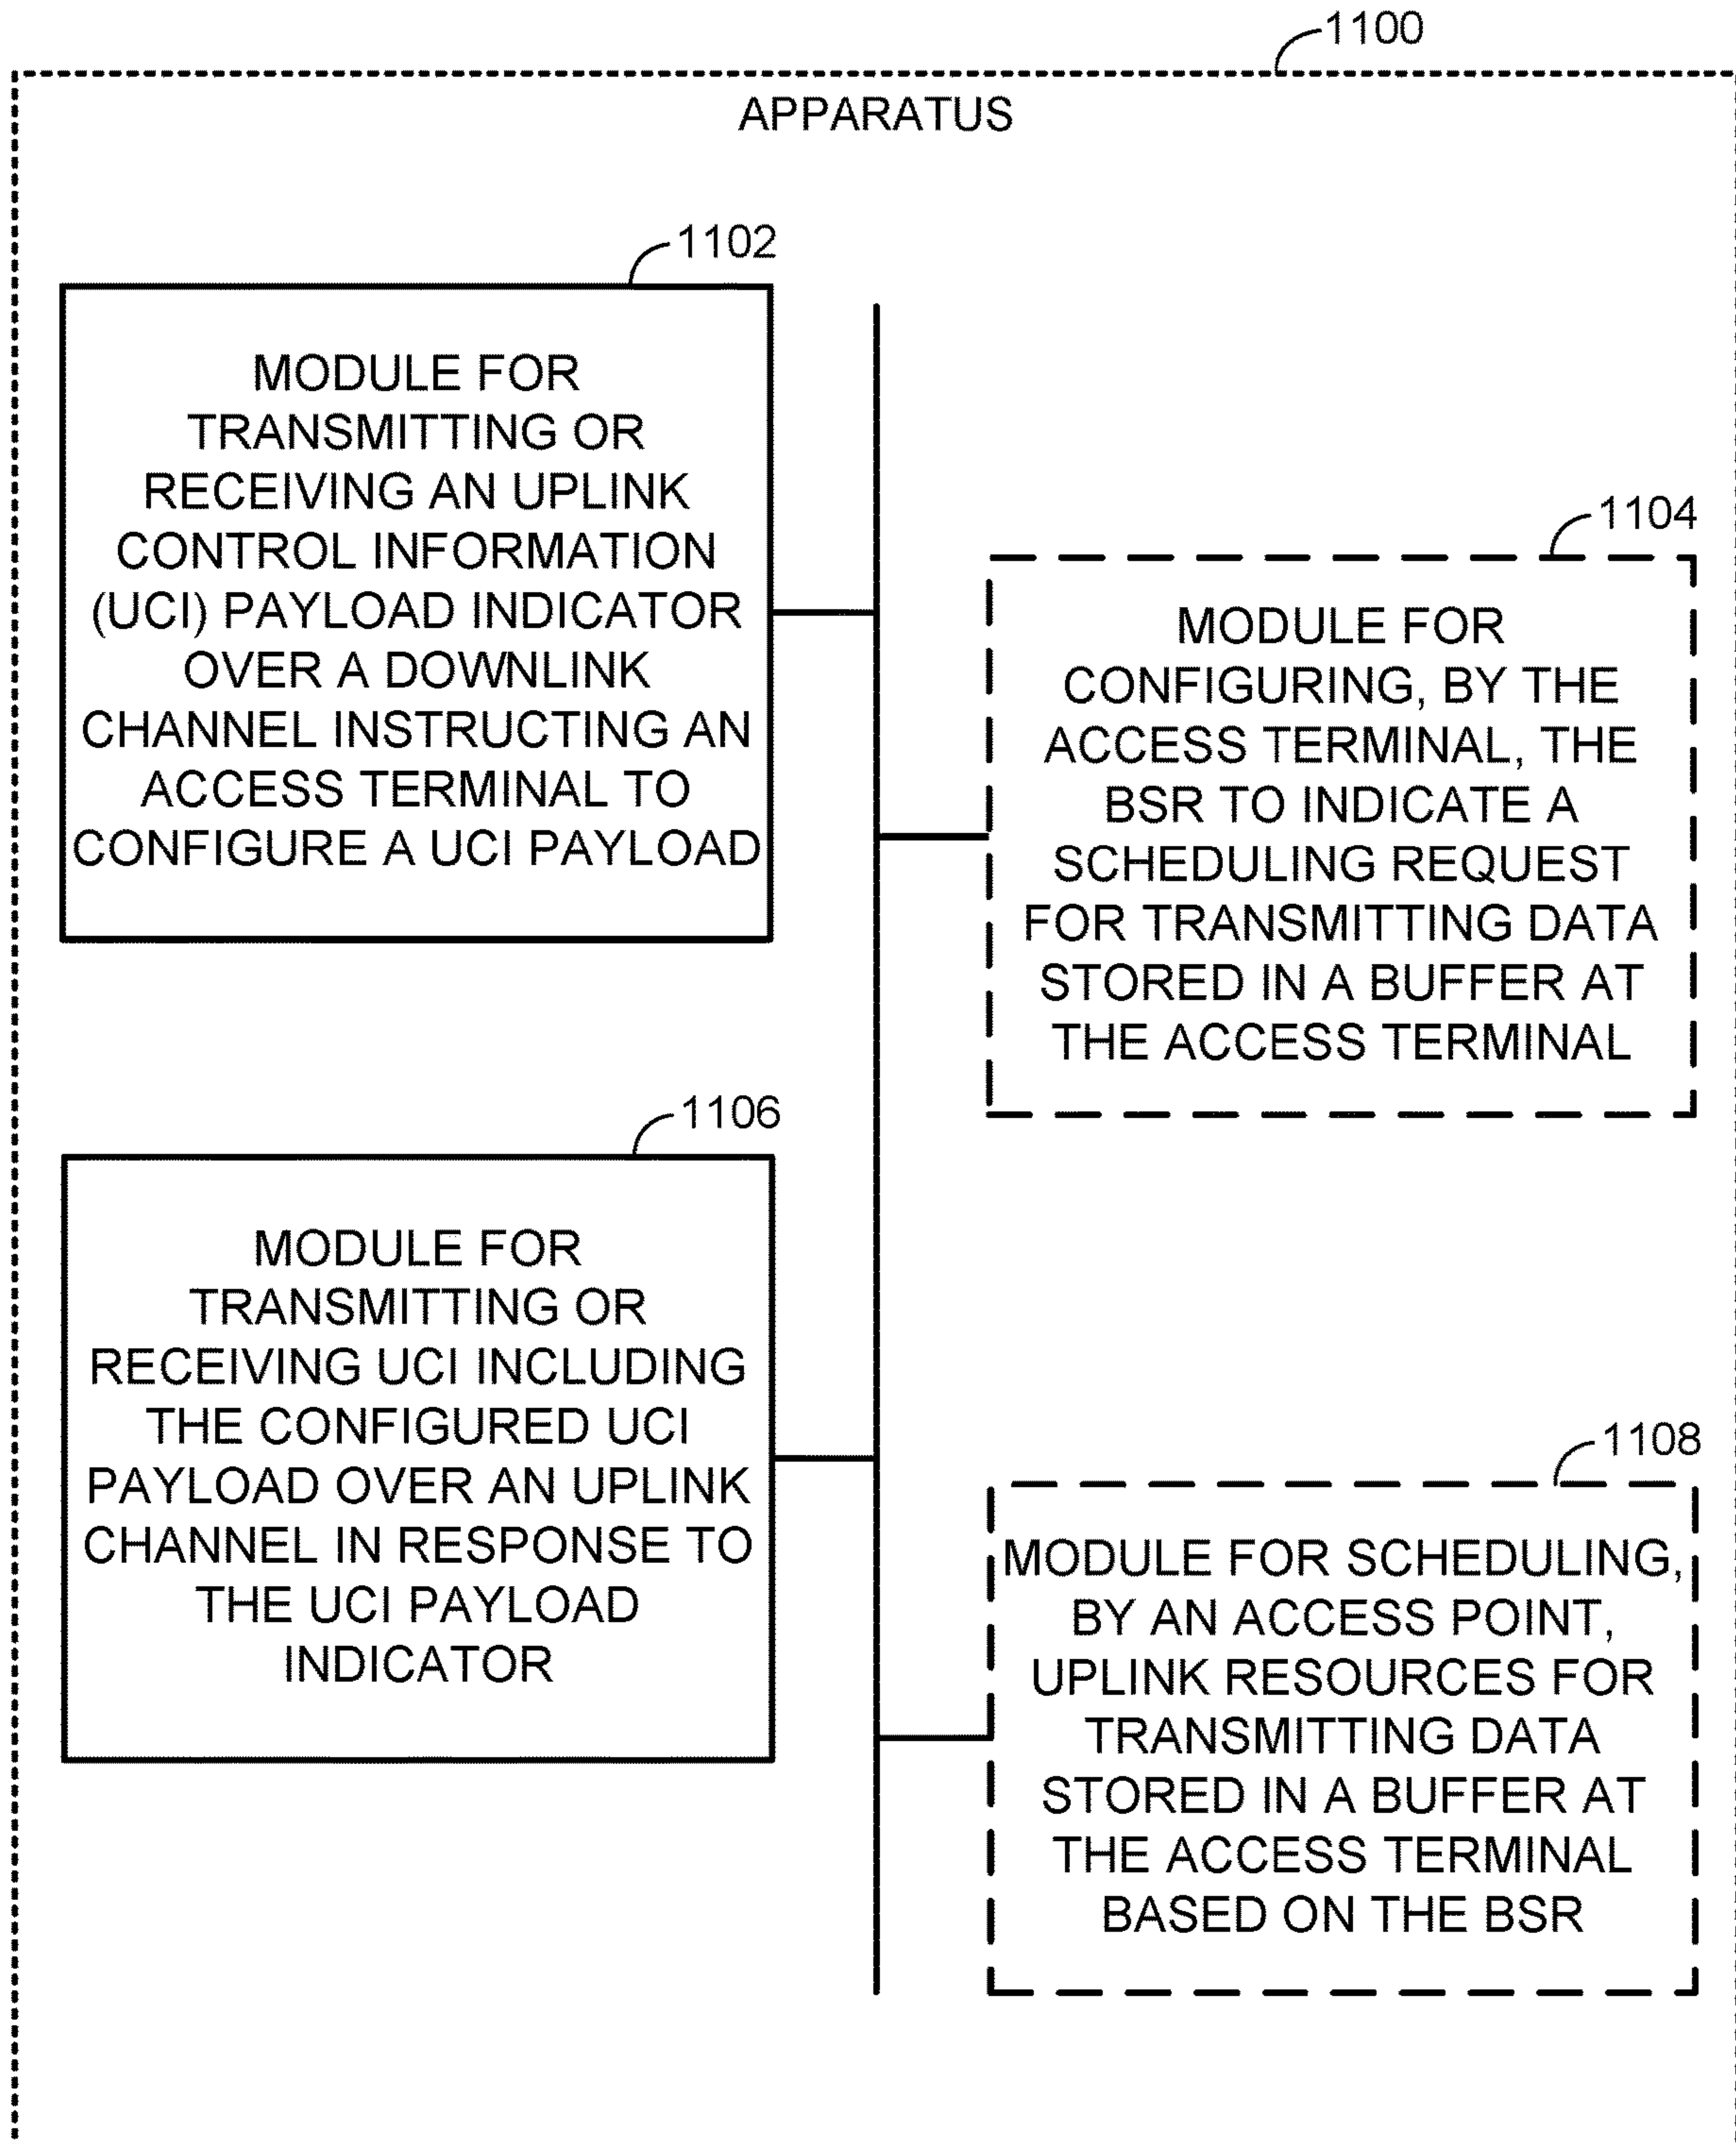 1100
APPARATUS
1102
MODULE FOR
TRANSMITTING OR
RECEIVING AN UPLINK
CONTROL INFORMATION
(UCI) PAYLOAD INDICATOR
OVER A DOWNLINK
CHANNEL INSTRUCTING AN
ACCESS TERMINAL TO
CONFIGURE A UCI PAYLOAD
1104
MODULE FOR
CONFIGURING, BY THE
ACCESS TERMINAL, THE
BSR TO INDICATE A
SCHEDULING REQUEST
FOR TRANSMITTING DATA
STORED IN A BUFFER AT
THE ACCESS TERMINAL
1106
MODULE FOR
TRANSMITTING OR
RECEIVING UCI INCLUDING
THE CONFIGURED UCI
PAYLOAD OVER AN UPLINK
CHANNEL IN RESPONSE TO
THE UCI PAYLOAD
INDICATOR
1108
MODULE FOR SCHEDULING,
BY AN ACCESS POINT,
UPLINK RESOURCES FOR
TRANSMITTING DATA
STORED IN A BUFFER AT
THE ACCESS TERMINAL
BASED ON THE BSR